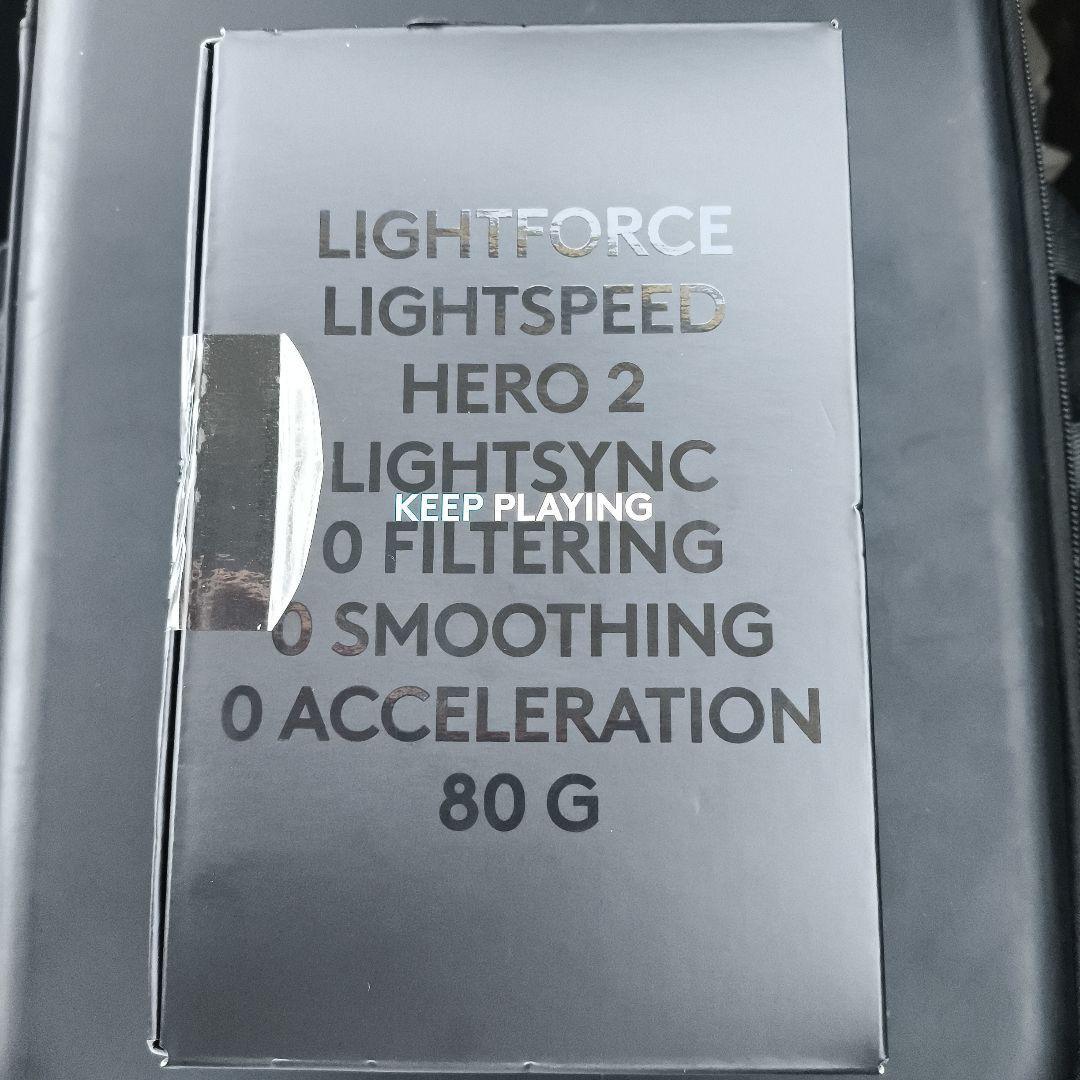 LIGHTFORCE
LIGHTSPEED
HERO 2
LIGHTSYNC
KEEP PLAYING
0 FILTERING
0 SMOOTHING
0 ACCELERATION
80 G